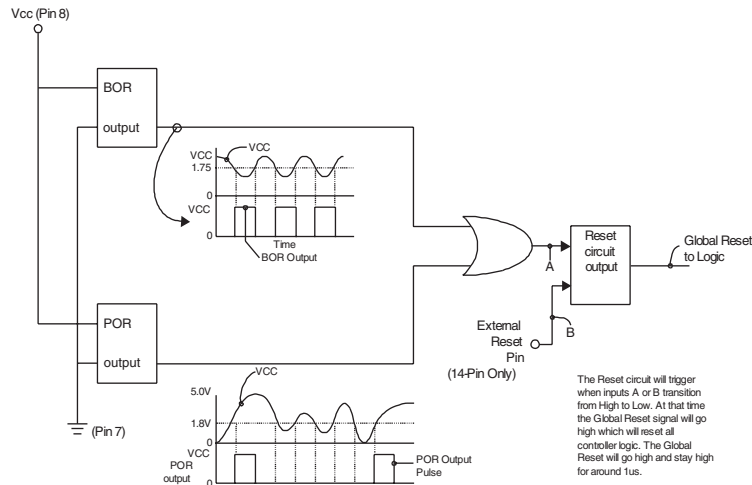 Vcc (Pin 8)
BOR
output
VCC
VCC
1.75
0
VCC
0
Time
BOR Output
A
Reset
circuit
output
Global Reset
to Logic
B
External
Reset
Pin
(14-Pin Only)
POR
output
(Pin 7)
VCC
5.0V
1.8V
0
VCC
POR
output
0
POR Output
Pulse
The Reset circuit will trigger
when inputs A or B transition
from High to Low. At that time
the Global Reset signal will go
high which will reset all
controller logic. The Global
Reset will go high and stay high
for around 1us.